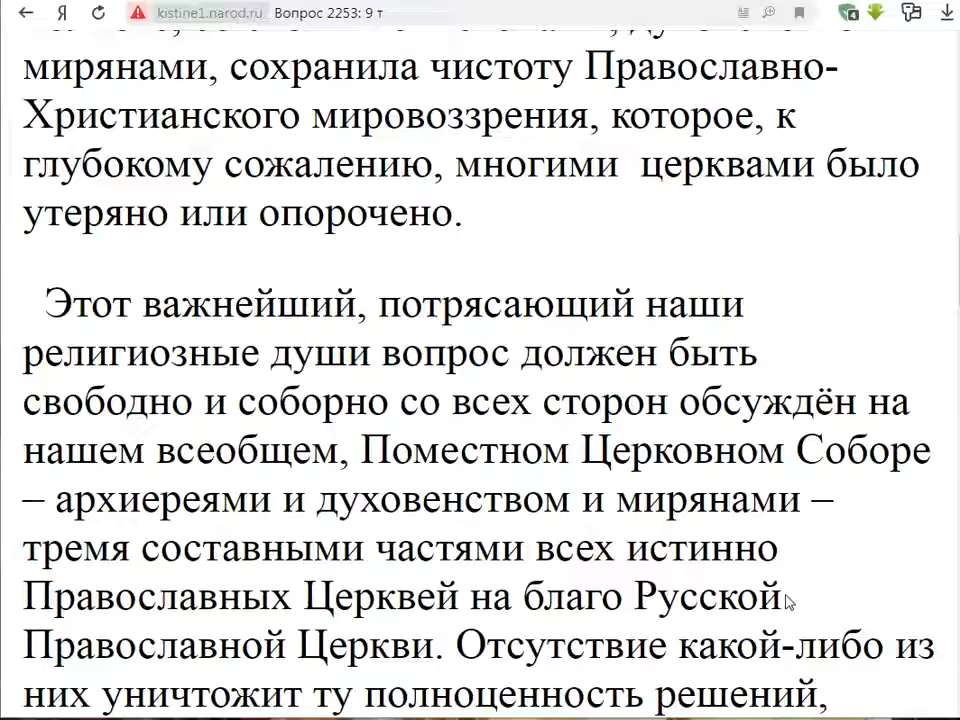 kistine1.narod.ru Вопрос 2253: 9 т
мирянами, сохранила чистоту Православно-
Христианского мировоззрения, которое, к
глубокому сожалению, многими церквами было
утеряно или опорочено.
Этот важнейший, потрясающий наши
религиозные души вопрос должен быть
свободно и соборно со всех сторон обсуждён на
нашем всеобщем, Поместном Церковном Соборе
– архиереями и духовенством и мирянами –
тремя составными частями всех истинно
Православных Церквей на благо Русской
Православной Церкви. Отсутствие какой-либо из
них уничтожит ту полноценность решений,